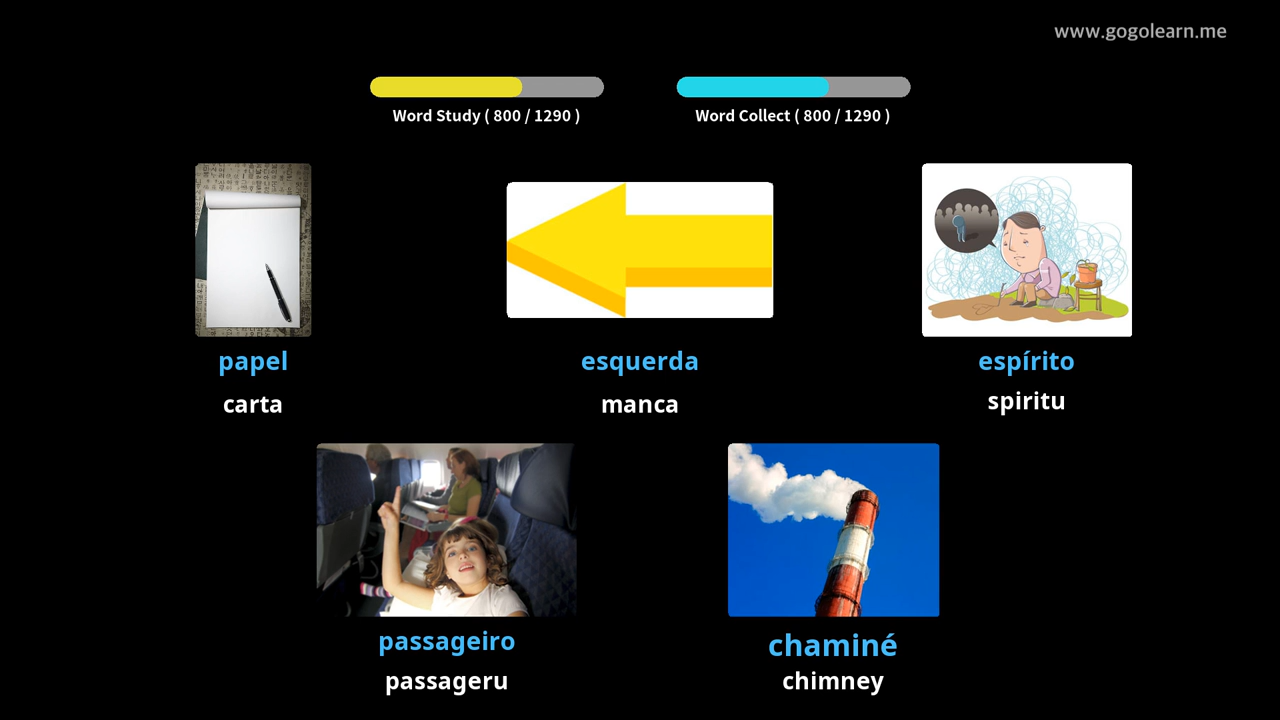 www.gogolearn.me
Word Study ( 800 / 1290 )
Word Collect ( 800 / 1290 )
papel
carta
esquerda
manca
espírito
spiritu
passageiro
passageru
chaminé
chimney